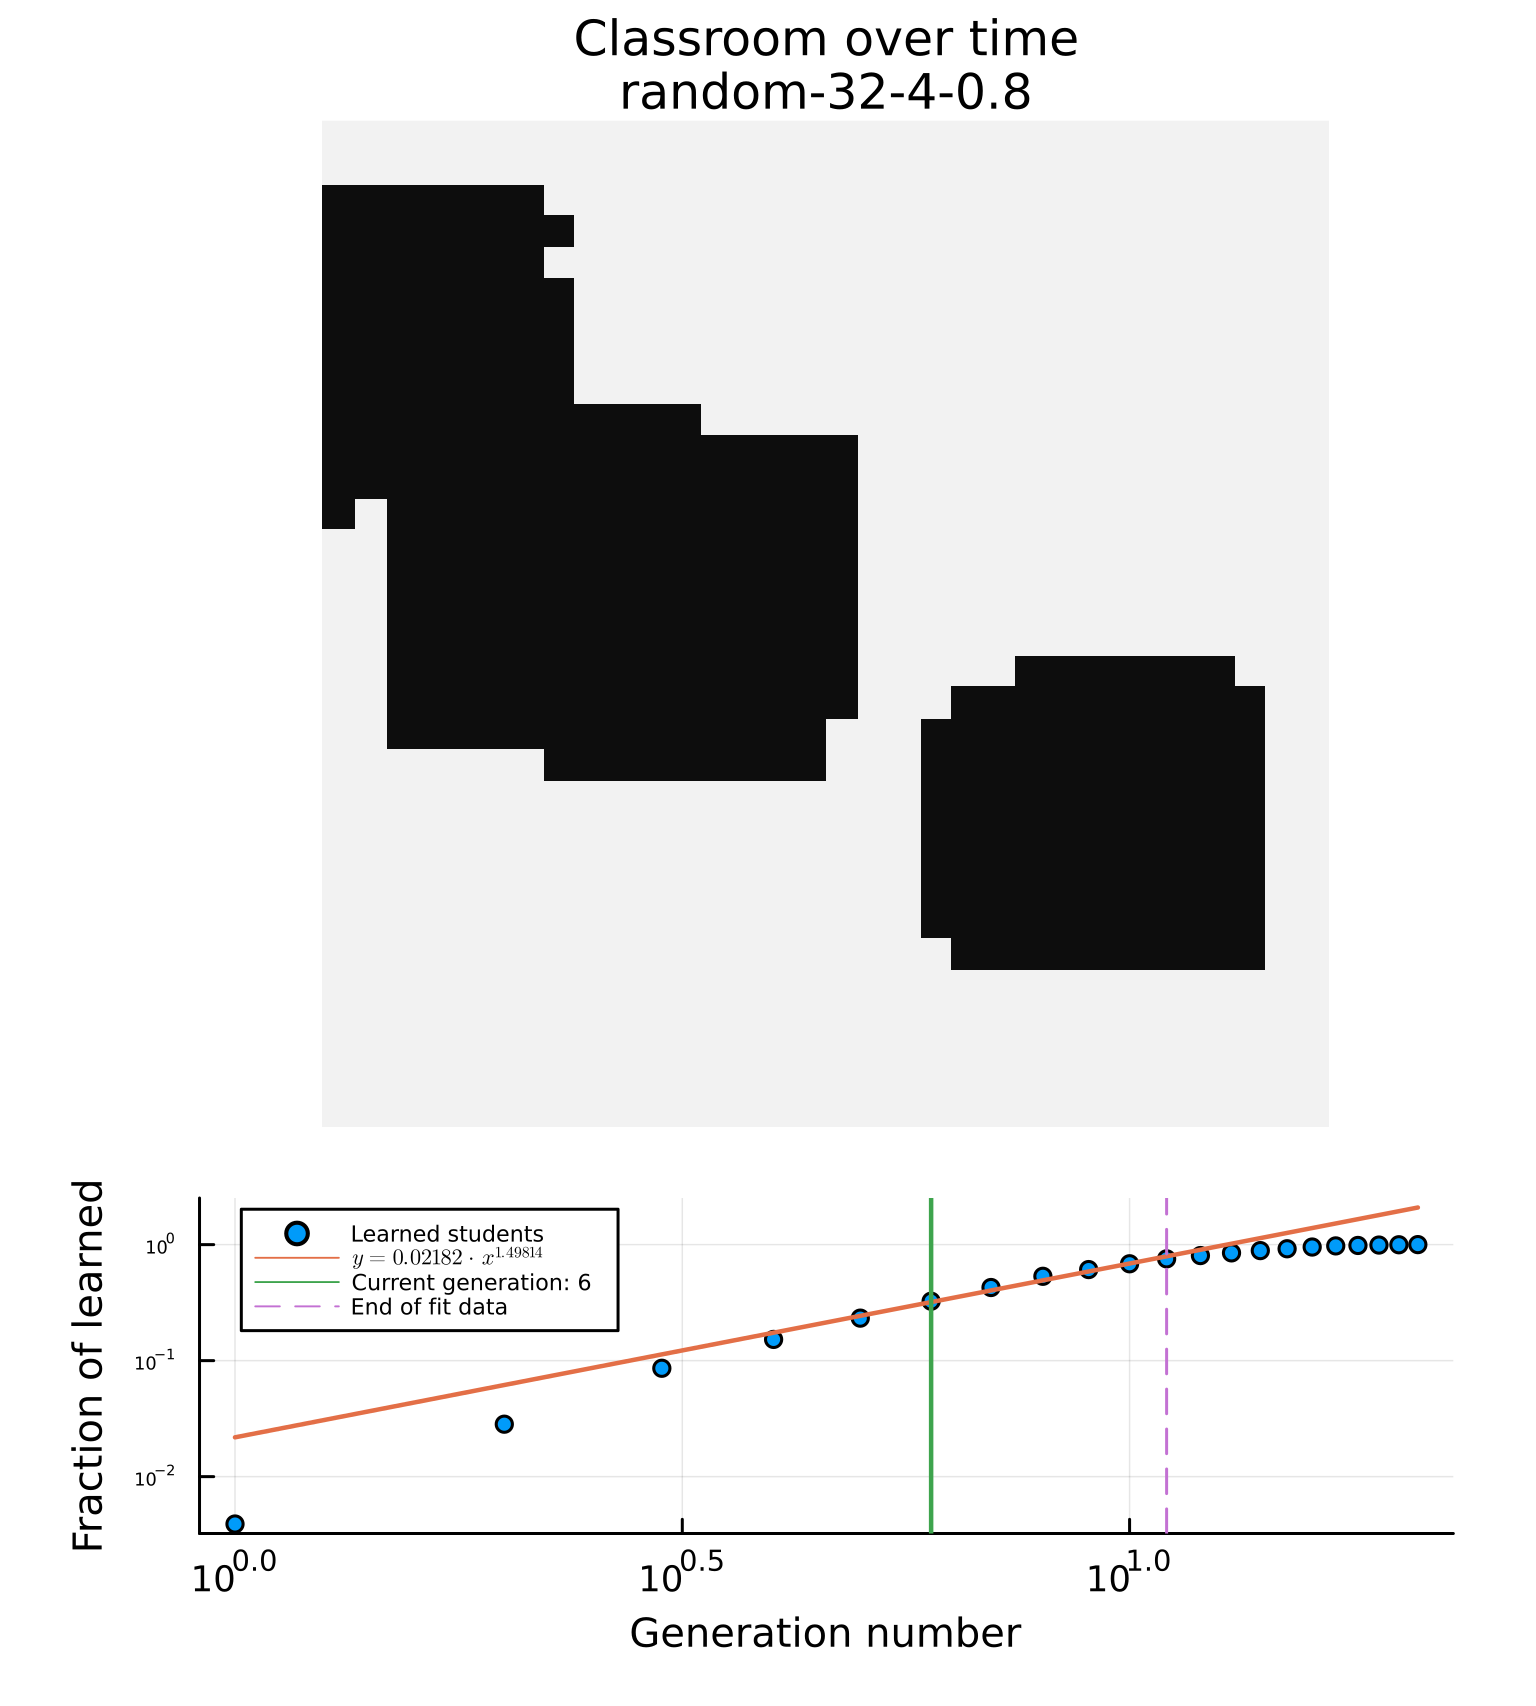 Classroom over time
random-32-4-0.8
Fraction of learned
10⁰
10⁻¹
10⁻²
Learned students
y = 0.02182 · x^1.49814
Current generation: 6
End of fit data
10^0.0 10^0.5 10^1.0
Generation number